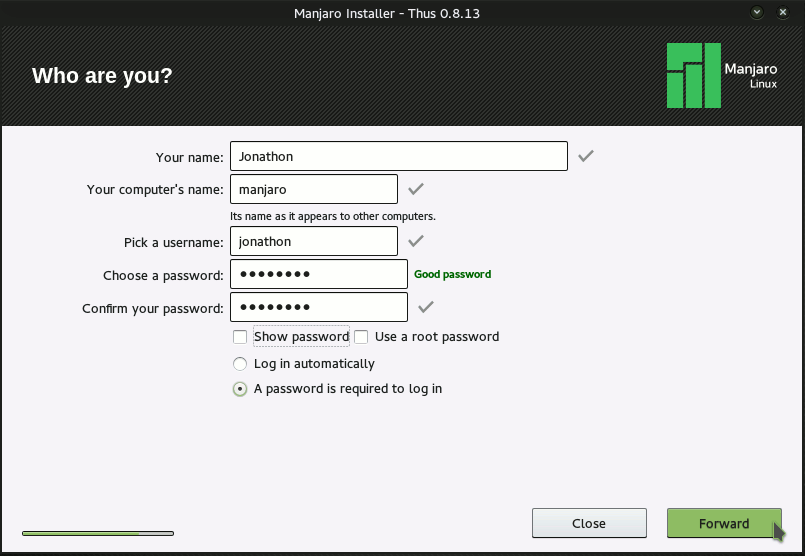 Manjaro Installer - Thus 0.8.13
Who are you?
Manjaro
Linux
Your name: Jonathon
Your computer's name: manjaro
Its name as it appears to other computers.
Pick a username: jonathon
Choose a password: ●●●●●●●● Good password
Confirm your password: ●●●●●●●●
Show password Use a root password
Log in automatically
A password is required to log in
Close Forward